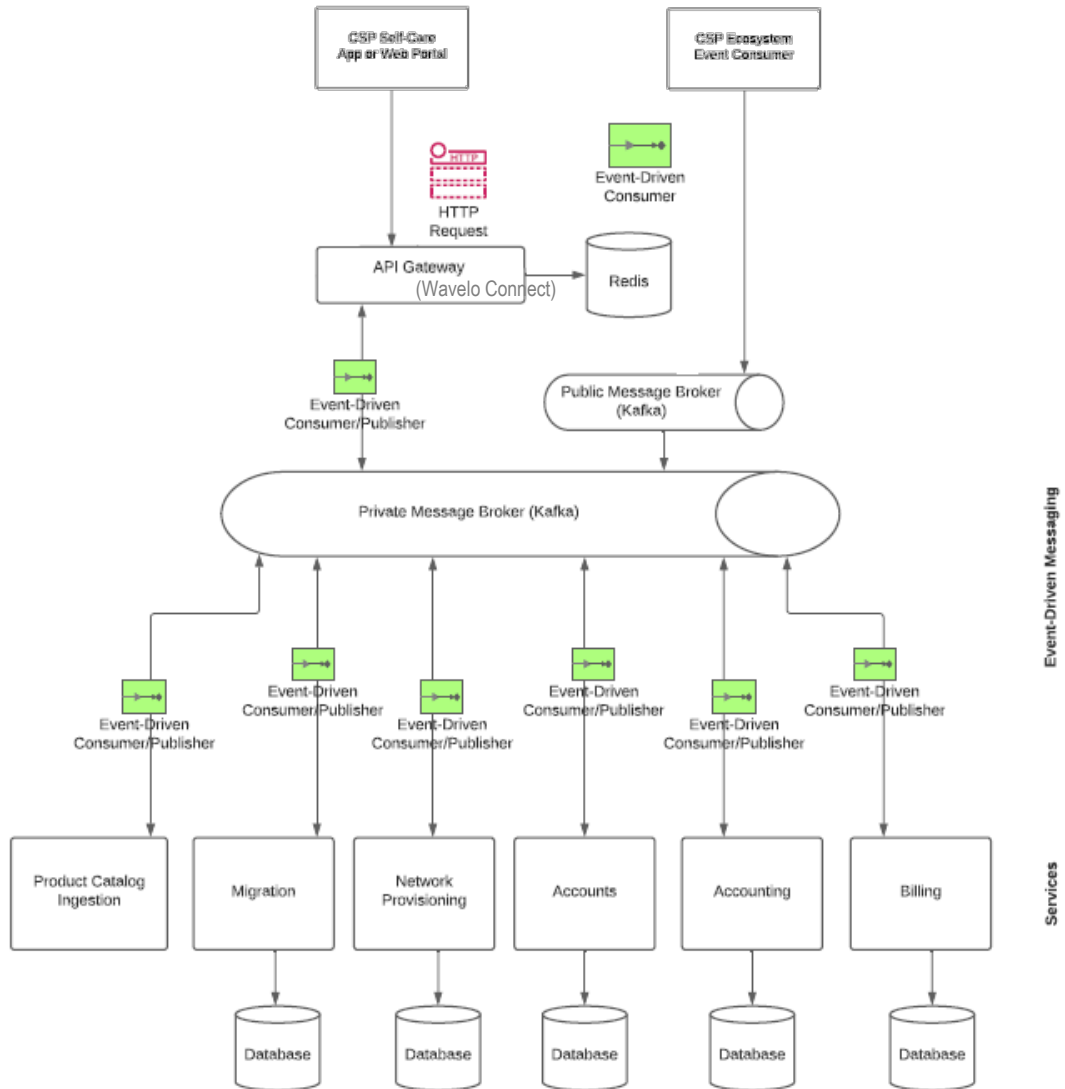 CSP Self-Care
App or Web Portal
CSP Ecosystem
Event Consumer
HTTP
HTTP
Request
Event-Driven
Consumer
API Gateway
(Wavelo Connect)
Redis
Event-Driven
Consumer/Publisher
Public Message Broker
(Kafka)
Private Message Broker (Kafka)
Event-Driven Messaging
Event-Driven
Consumer/Publisher
Event-Driven
Consumer/Publisher
Event-Driven
Consumer/Publisher
Event-Driven
Consumer/Publisher
Event-Driven
Consumer/Publisher
Event-Driven
Consumer/Publisher
Product Catalog
Ingestion
Migration
Network
Provisioning
Accounts
Accounting
Billing
Services
Database
Database
Database
Database
Database